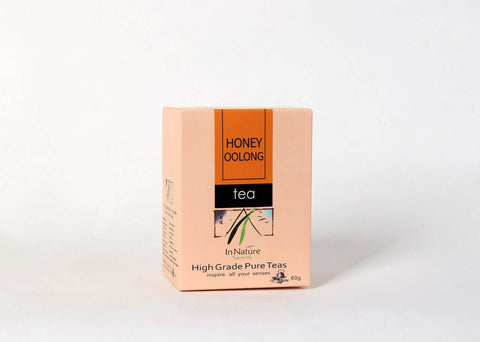 HONEY
OOLONG
tea
In Nature
High Grade Pure Teas
inspire all your senses
60g